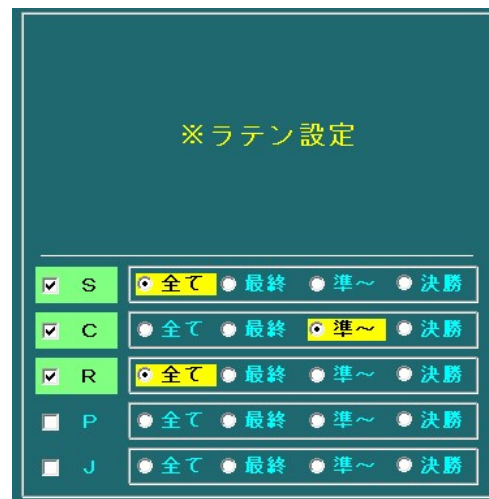 ※ラテン設定
S 全て 最終 準～ 決勝
C 全て 最終 準～ 決勝
R 全て 最終 準～ 決勝
P 全て 最終 準～ 決勝
J 全て 最終 準～ 決勝